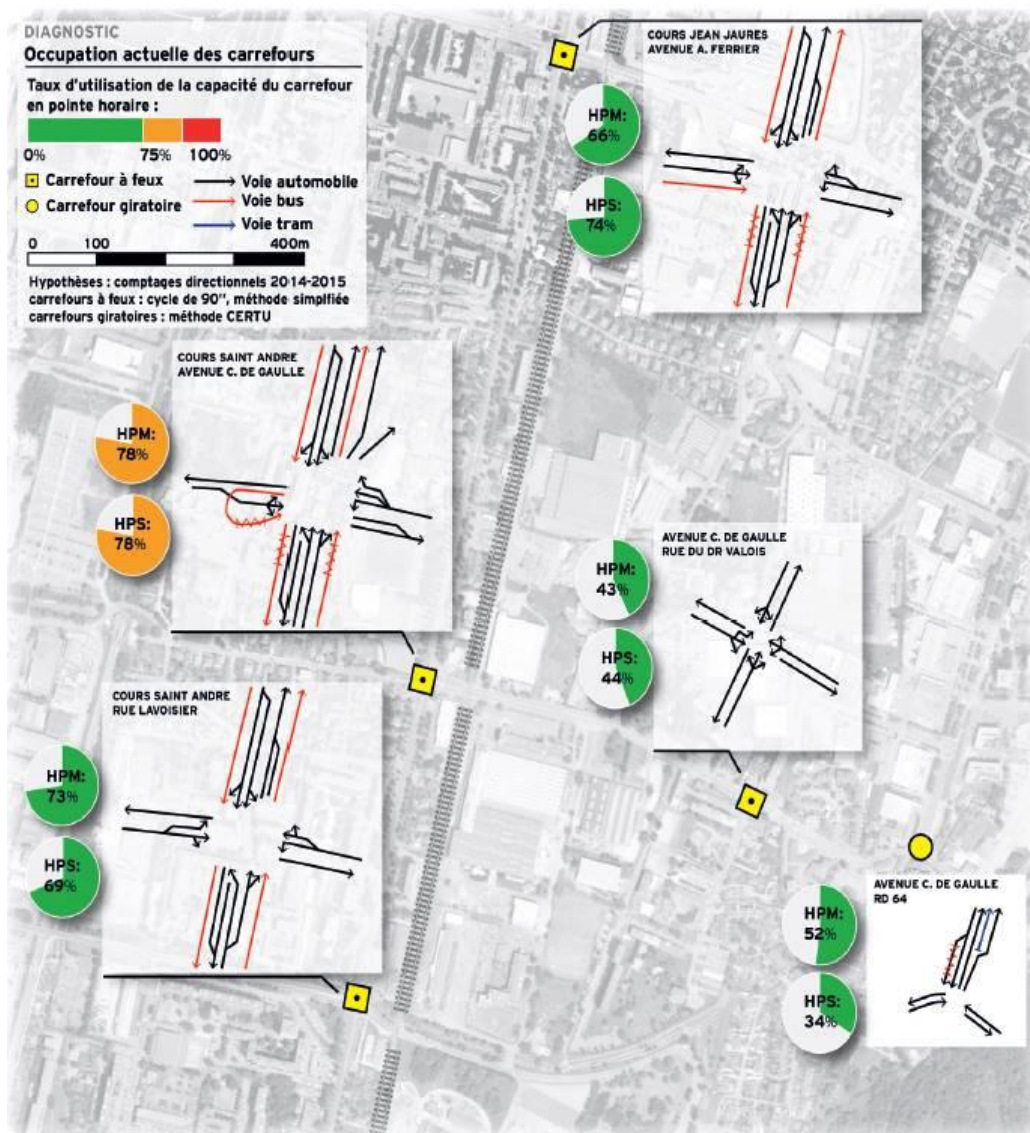 DIAGNOSTIC
Occupation actuelle des carrefours
Taux d'utilisation de la capacité du carrefour
en pointe horaire :
0% 75% 100%
Carrefour à feux
Carrefour giratoire
Voie automobile
Voie bus
Voie tram
0 100 400m
Hypothèses : comptages directionnels 2014-2015
carrefours à feux : cycle de 90'', méthode simplfiée
carrefours giratoires : méthode CERTU
COURS JEAN JAURES
AVENUE A. FERRIER
HPM:
66%
HPS:
74%
COURS SAINT ANDRE
AVENUE C. DE GAULLE
HPM:
78%
HPS:
78%
AVENUE C. DE GAULLE
RUE DU DR VALOIS
HPM:
43%
HPS:
44%
COURS SAINT ANDRE
RUE LAVOISIER
HPM:
73%
HPS:
69%
AVENUE C. DE GAULLE
RD 64
HPM:
52%
HPS:
34%